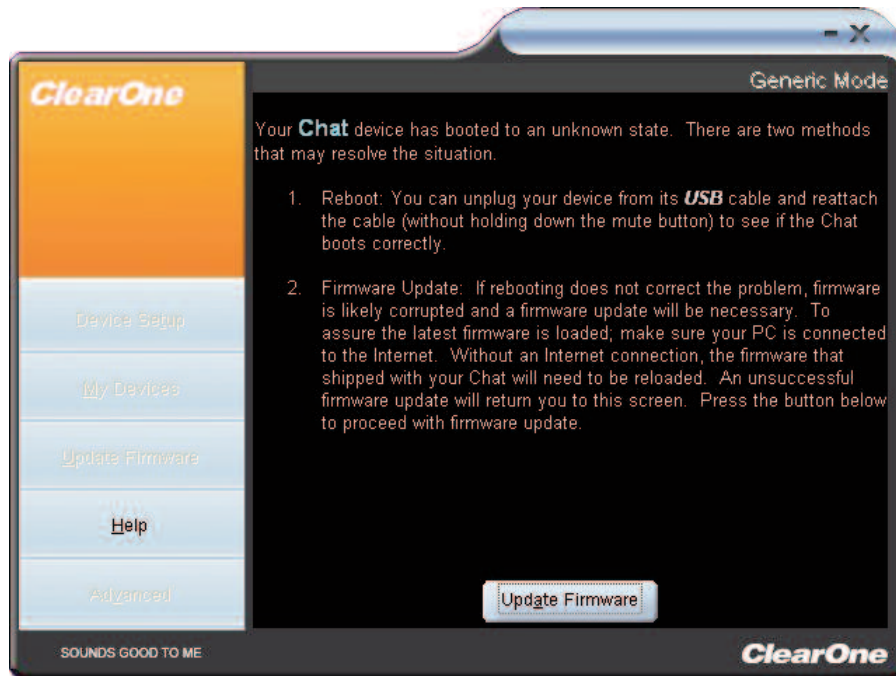 ClearOne
Generic Mode
Your Chat device has booted to an unknown state. There are two methods
that may resolve the situation.
1. Reboot: You can unplug your device from its USB cable and reattach
the cable (without holding down the mute button) to see if the Chat
boots correctly.
2. Firmware Update: If rebooting does not correct the problem, firmware
is likely corrupted and a firmware update will be necessary. To
assure the latest firmware is loaded; make sure your PC is connected
to the Internet. Without an Internet connection, the firmware that
shipped with your Chat will need to be reloaded. An unsuccessful
firmware update will return you to this screen. Press the button below
to proceed with firmware update.
Device Setup
My Devices
Update Firmware
Help
Advanced
Update Firmware
SOUNDS GOOD TO ME
ClearOne